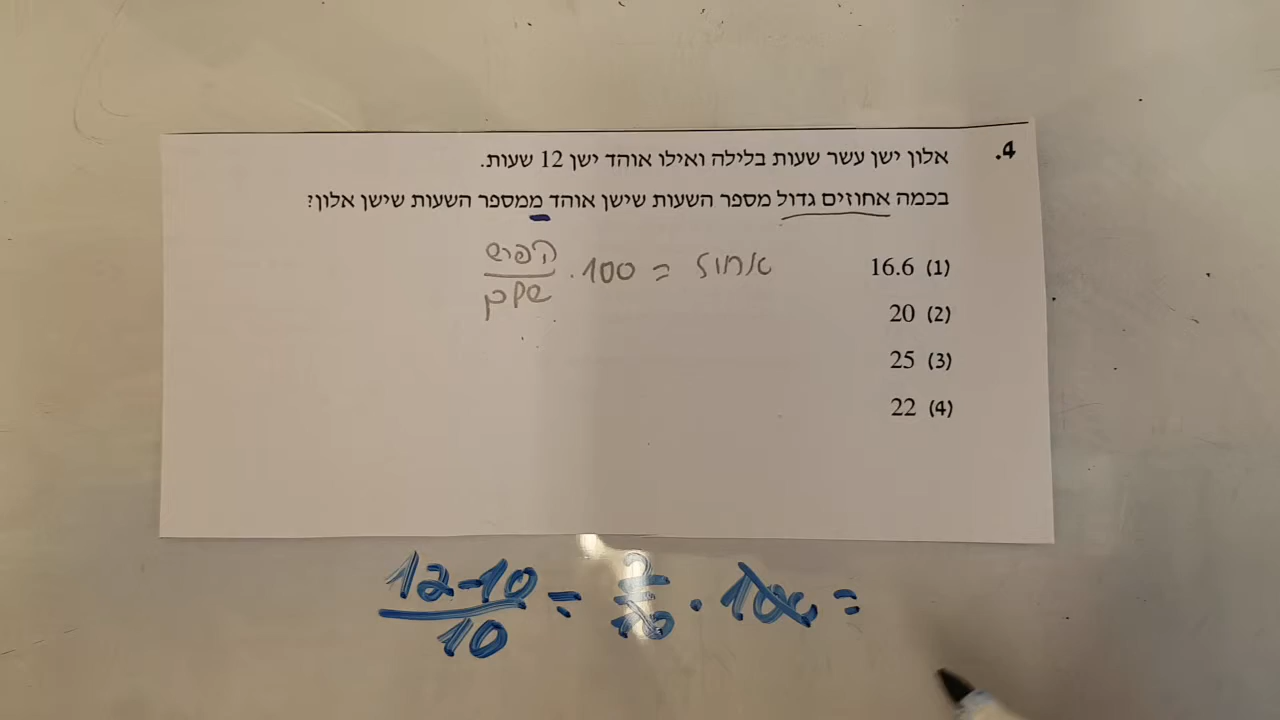 .4 אלון ישן עשר שעות בלילה ואילו אוהד ישן 12 שעות.
בכמה אחוזים גדול מספר השעות שישן אוהד ממספר השעות שישן אלון?
(1) 16.6
(2) 20
(3) 25
(4) 22
אחוז = 100 · הפרש / שלם
12-10 / 10 = 2 / 10 · 100 =